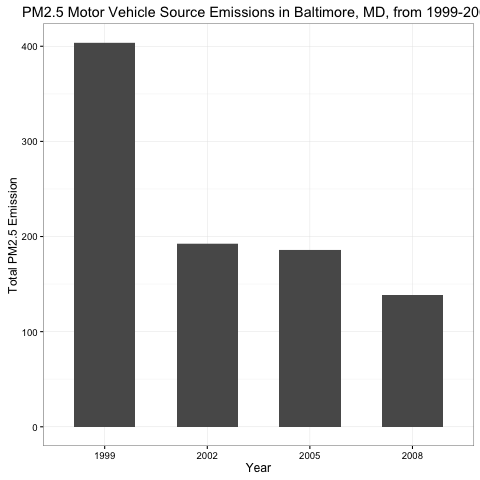 PM2.5 Motor Vehicle Source Emissions in Baltimore, MD, from 1999-20
400
300
200
100
0
Total PM2.5 Emission
1999 2002 2005 2008
Year